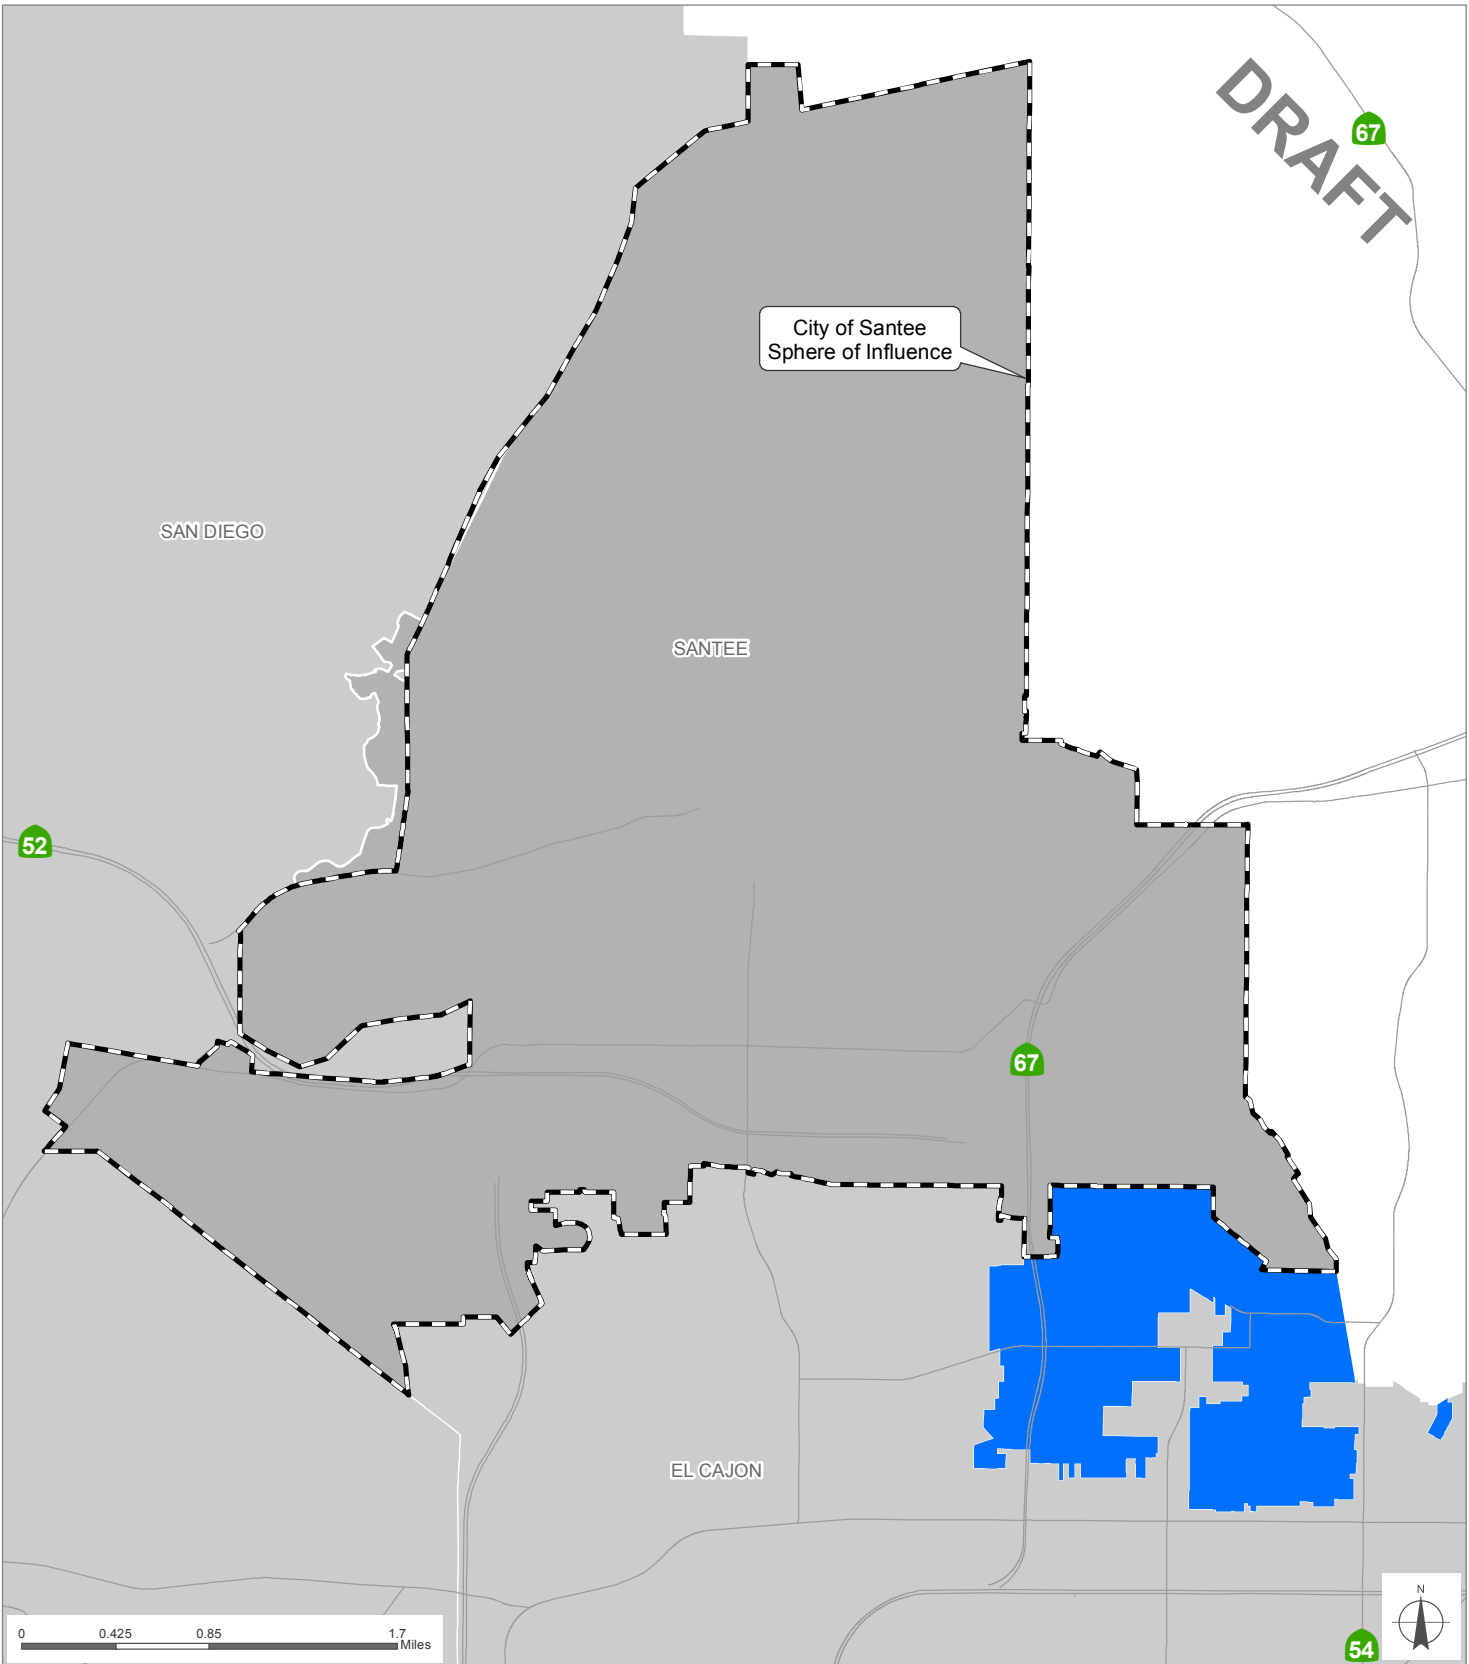 DRAFT
67
City of Santee
Sphere of Influence
SAN DIEGO
SANTEE
52
67
EL CAJON
N
0 0.425 0.85 1.7
Miles
54